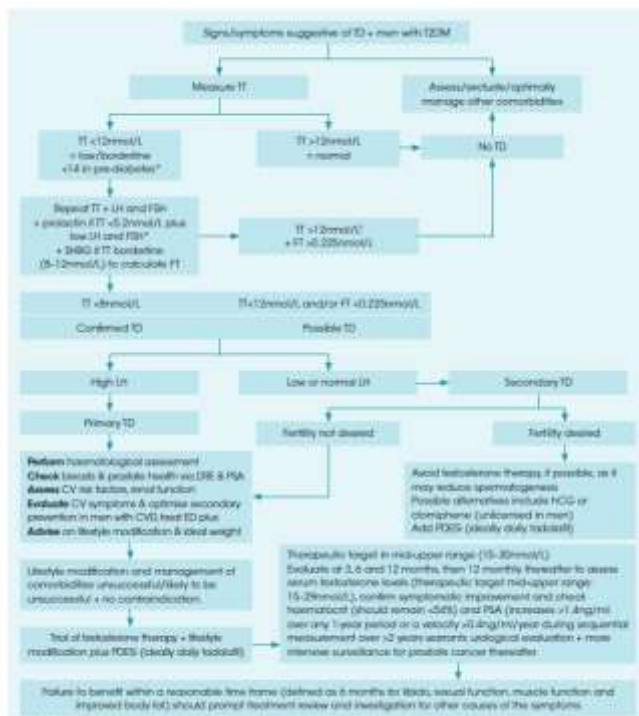 Signs/symptoms suggestive of TD + men with T2DM
Measure TT
Assess/exclude/optimally
manage other comorbidities
TT <12nmol/L
= low/borderline
<14 in pre-diabetes*
TT >12nmol/L
= normal
No TD
Repeat TT + LH and FSH
+ prolactin if TT <5.2nmol/L plus
low LH and FSH*
+ SHBG if TT borderline
(8–12nmol/L) to calculate FT
TT >12nmol/L
+ FT >0.225nmol/L
TT <8nmol/L
TT<12nmol/L and/or FT <0.225nmol/L
Confirmed TD
Possible TD
High LH
Low or normal LH
Secondary TD
Primary TD
Fertility not desired
Fertility desired
Perform haematological assessment
Check breasts & prostate health via DRE & PSA
Assess CV risk factors, renal function
Evaluate CV symptoms & optimise secondary
prevention in men with CVD, treat ED plus
Advise on lifestyle modification & ideal weight
Avoid testosterone therapy, if possible, as it
may reduce spermatogenesis
Possible alternatives include hCG or
clomiphene (unlicensed in men)
Add PDE5i (ideally daily tadalafil)
Lifestyle modification and management of
comorbidities unsuccessful/likely to be
unsuccessful + no contraindication.
Therapeutic target in mid-upper range (15–30nmol/L)
Evaluate at 3, 6 and 12 months, then 12 monthly thereafter to assess
serum testosterone levels (therapeutic target mid-upper range
15–29nmol/L), confirm symptomatic improvement and check
haematocrit (should remain <54%) and PSA (increases >1.4ng/ml
over any 1-year period or a velocity >0.4ng/ml/year during sequential
measurement over >2 years warrants urological evaluation + more
intensive surveillance for prostate cancer thereafter
Trial of testosterone therapy + lifestyle
modification plus PDE5i (ideally daily tadalafil)
Failure to benefit within a reasonable time frame (defined as 6 months for libido, sexual function, muscle function and
improved body fat) should prompt treatment review and investigation for other causes of the symptoms